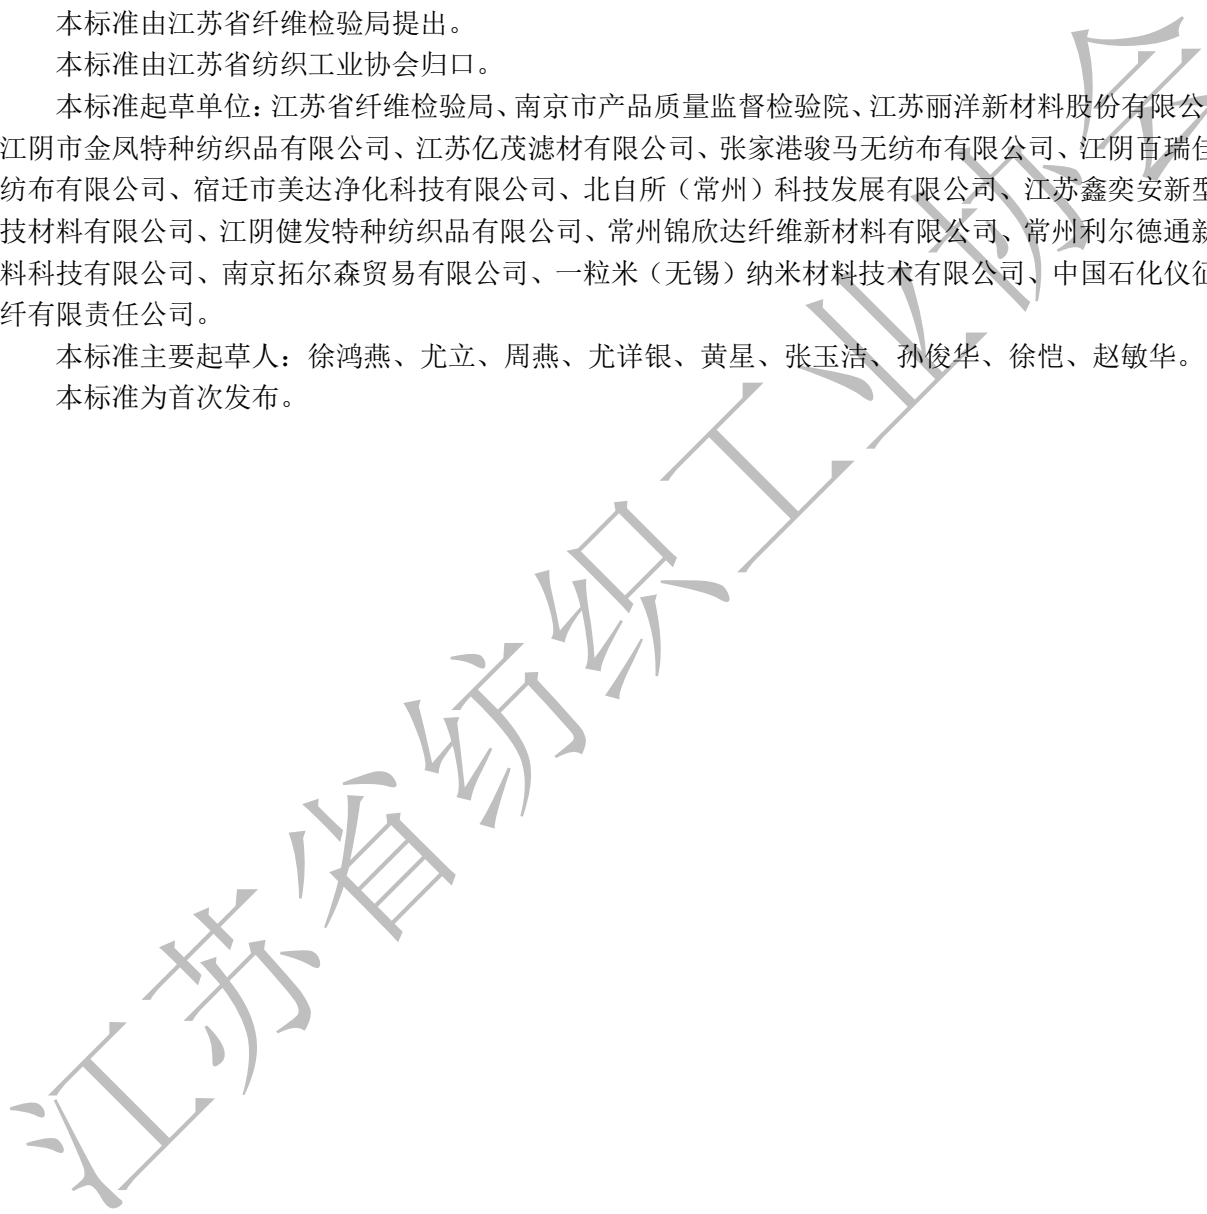 本标准由江苏省纤维检验局提出。
本标准由江苏省纺织工业协会归口。
本标准起草单位：江苏省纤维检验局、南京市产品质量监督检验院、江苏丽洋新材料股份有限公
江阴市金凤特种纺织品有限公司、江苏亿茂滤材有限公司、张家港骏马无纺布有限公司、江阴百瑞佳
纺布有限公司、宿迁市美达净化科技有限公司、北自所（常州）科技发展有限公司、江苏鑫奕安新型
技材料有限公司、江阴健发特种纺织品有限公司、常州锦欣达纤维新材料有限公司、常州利尔德通新
料科技有限公司、南京拓尔森贸易有限公司、一粒米（无锡）纳米材料技术有限公司、中国石化仪征
纤有限责任公司。
本标准主要起草人：徐鸿燕、尤立、周燕、尤详银、黄星、张玉洁、孙俊华、徐恺、赵敏华。
本标准为首次发布。
江苏省纺织工业协会